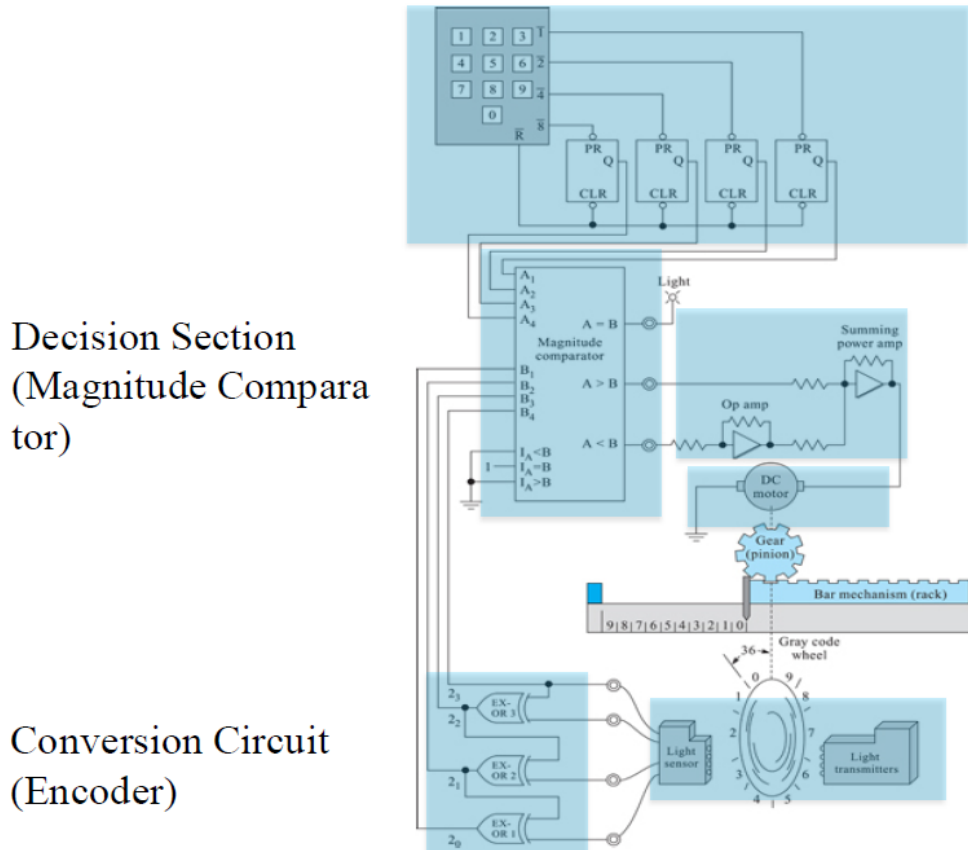 1 2 3 1̅
4 5 6 2̅
7 8 9 4̅
0 8̅
R̅
PR PR PR PR
Q Q Q Q
CLR CLR CLR CLR
Decision Section
(Magnitude Compara
tor)
A₁
A₂
A₃
A₄
Magnitude
comparator
B₁
B₂
B₃
B₄
A = B
A > B
A < B
I_A<B
1 I_A=B
I_A>B
Light
Summing
power amp
Op amp
DC
motor
Gear
(pinion)
Bar mechanism (rack)
9|8|7|6|5|4|3|2|1|0
36
Gray code
wheel
0 9
1 8
2 7
3 6
4 5
Conversion Circuit
(Encoder)
2₃
2₂
EX-
OR 3
2₁
EX-
OR 2
2₀
EX-
OR 1
Light
sensor
Light
transmitters